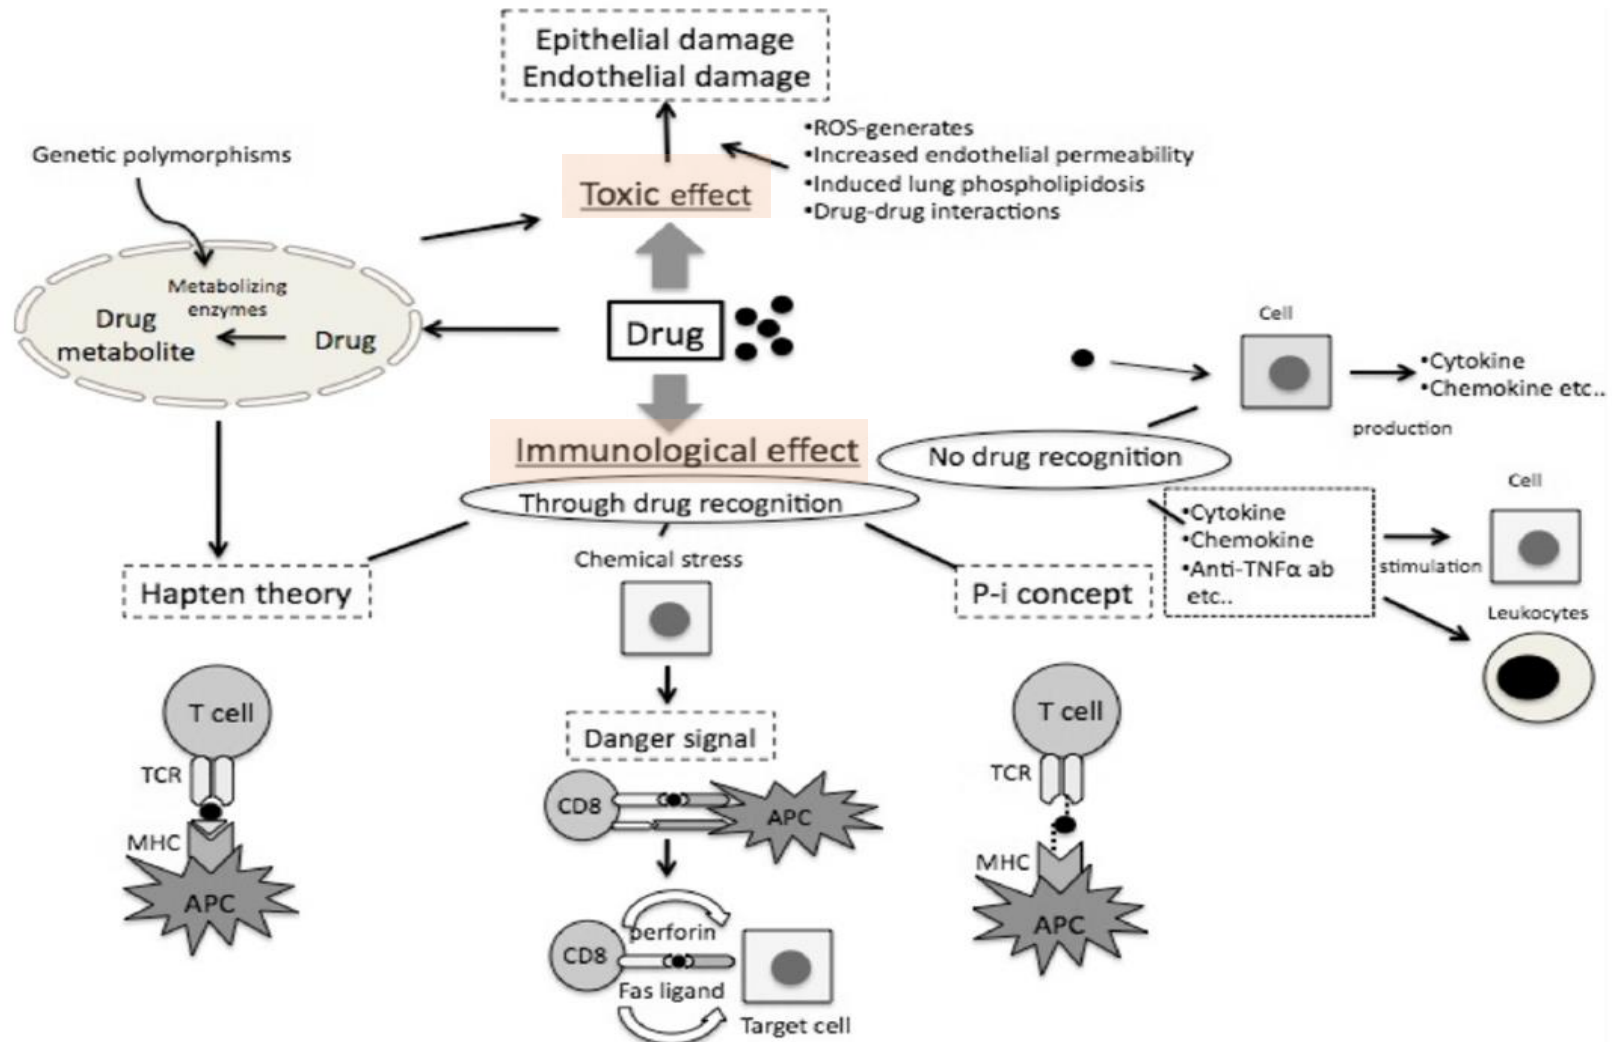 Epithelial damage
Endothelial damage
•ROS-generates
•Increased endothelial permeability
•Induced lung phospholipidosis
•Drug-drug interactions
Genetic polymorphisms
Toxic effect
Metabolizing
enzymes
Drug
metabolite
Drug
Drug
Cell
•Cytokine
•Chemokine etc..
production
Immunological effect
No drug recognition
Through drug recognition
Chemical stress
Cell
•Cytokine
•Chemokine
•Anti-TNFα ab
etc..
stimulation
Leukocytes
Hapten theory
P-i concept
T cell
TCR
MHC
APC
Danger signal
CD8
APC
CD8
perforin
Fas ligand
Target cell
T cell
TCR
MHC
APC